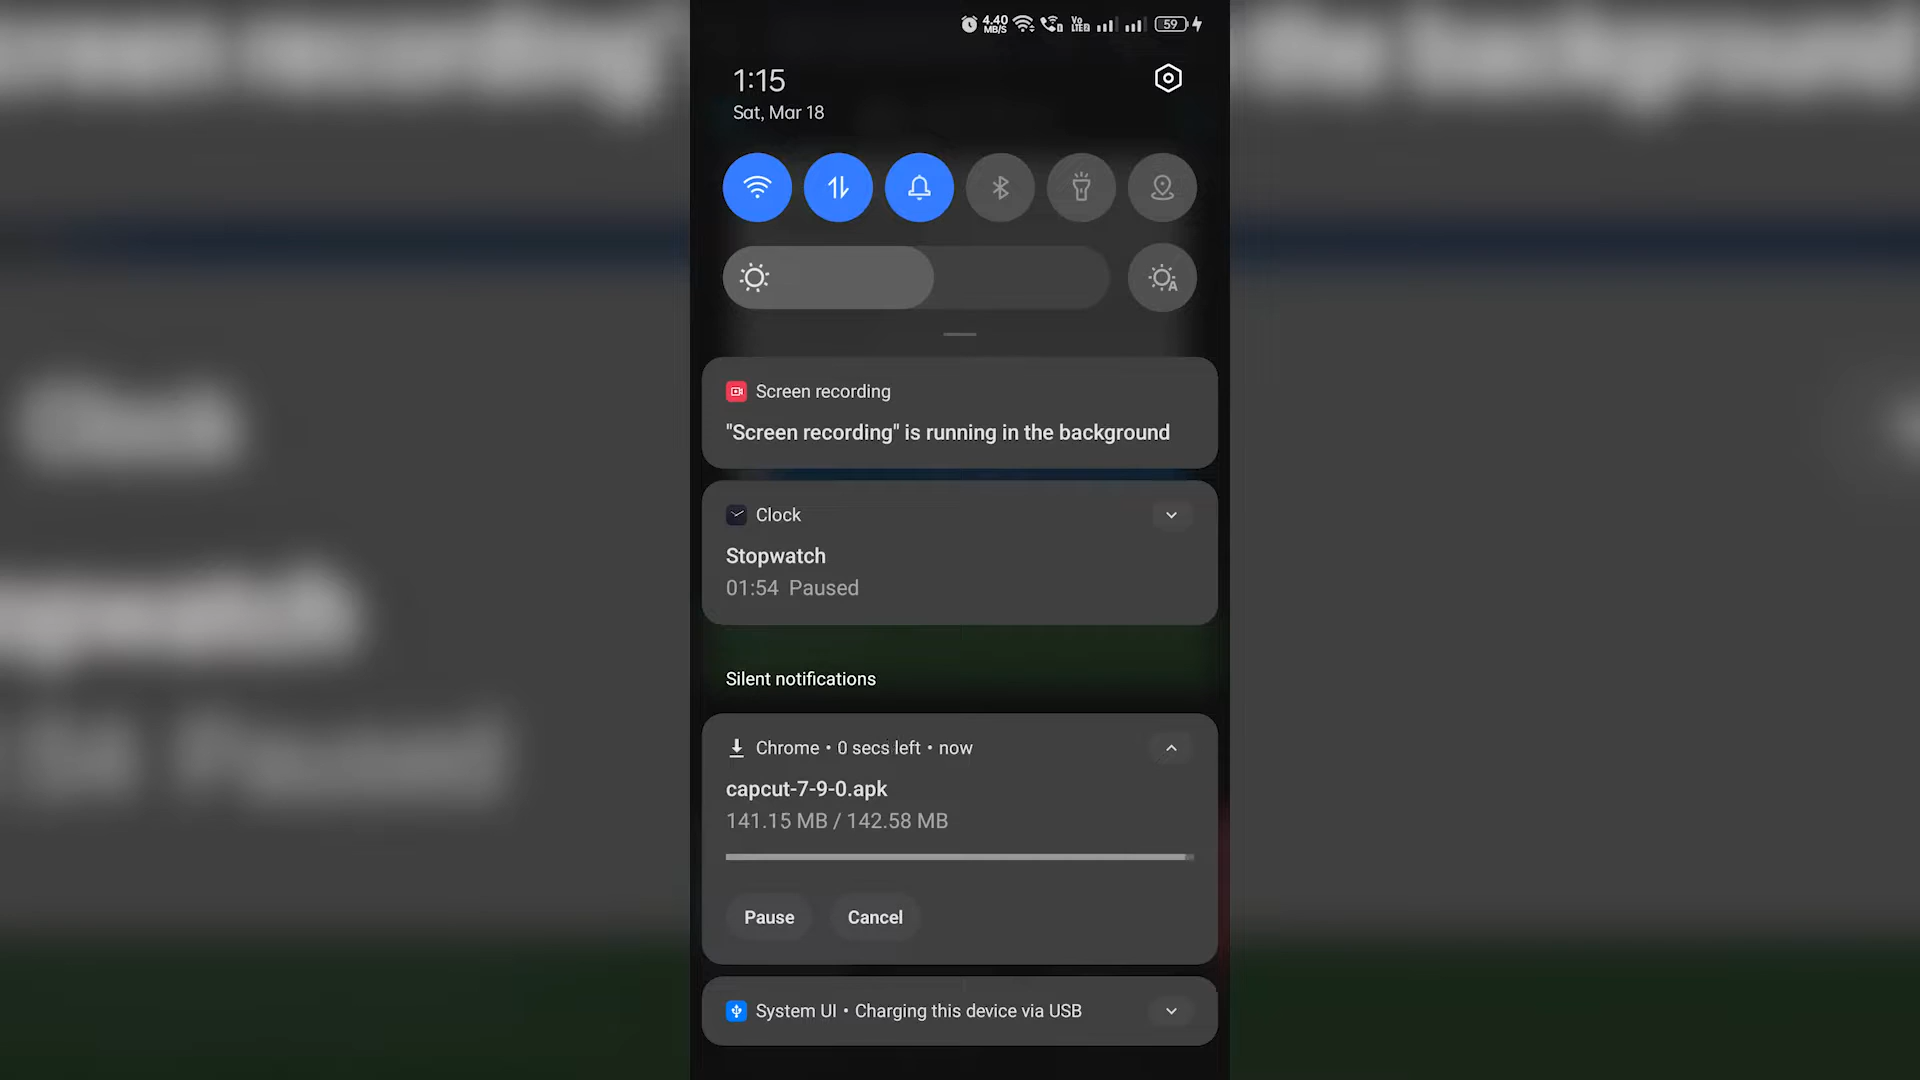 4.40
MB/S
Vo
LTE2
59
1:15
Sat, Mar 18
A
Screen recording
"Screen recording" is running in the background
Clock
Stopwatch
01:54 Paused
Silent notifications
Chrome • 0 secs left • now
capcut-7-9-0.apk
141.15 MB / 142.58 MB
Pause
Cancel
System UI • Charging this device via USB